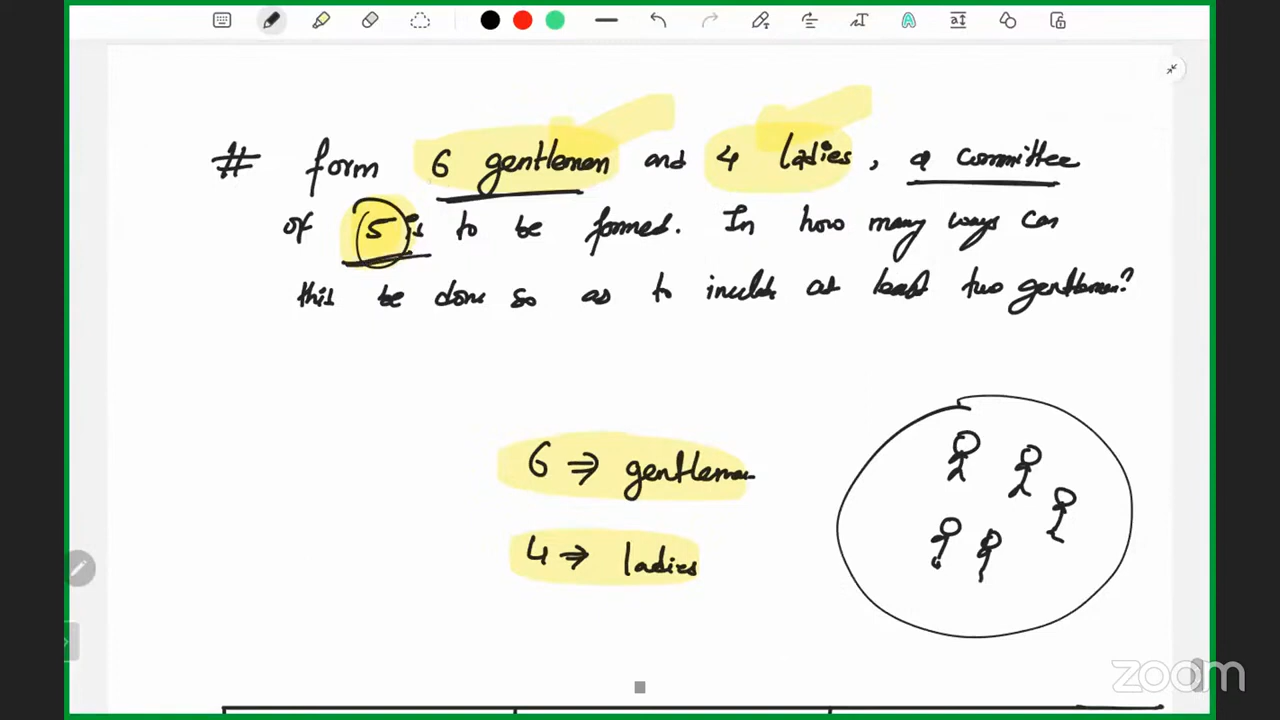 # form 6 gentlemen and 4 ladies, a committee
of 5 is to be formed. In how many ways can
this be done so as to include at least two gentlemen?
6 ⇒ gentlemen
4 ⇒ ladies
zoom